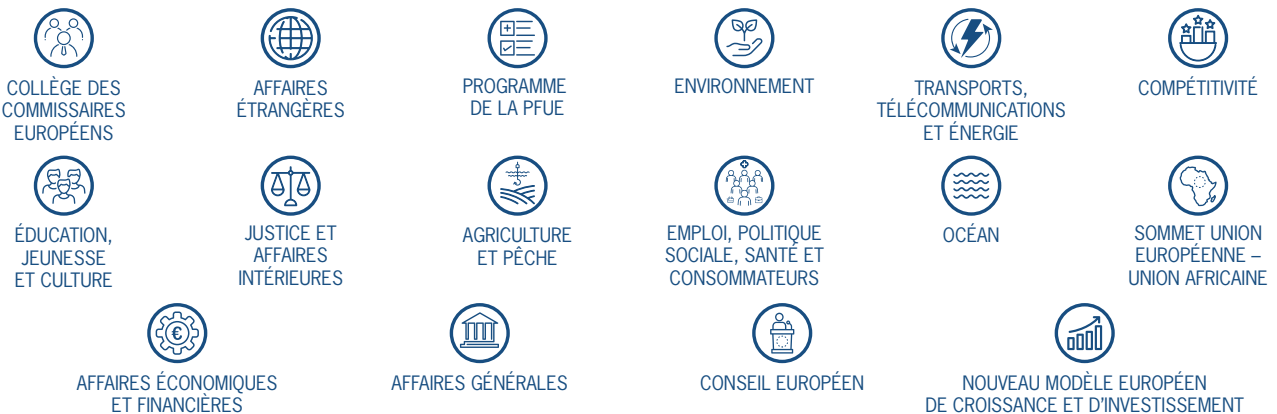 COLLÈGE DES
COMMISSAIRES
EUROPÉENS
AFFAIRES
ÉTRANGÈRES
PROGRAMME
DE LA PFUE
ENVIRONNEMENT
TRANSPORTS,
TÉLÉCOMMUNICATIONS
ET ÉNERGIE
COMPÉTITIVITÉ
ÉDUCATION,
JEUNESSE
ET CULTURE
JUSTICE ET
AFFAIRES
INTÉRIEURES
AGRICULTURE
ET PÊCHE
EMPLOI, POLITIQUE
SOCIALE, SANTÉ ET
CONSOMMATEURS
OCÉAN
SOMMET UNION
EUROPÉENNE –
UNION AFRICAINE
€
AFFAIRES ÉCONOMIQUES
ET FINANCIÈRES
AFFAIRES GÉNÉRALES
CONSEIL EUROPÉEN
NOUVEAU MODÈLE EUROPÉEN
DE CROISSANCE ET D'INVESTISSEMENT